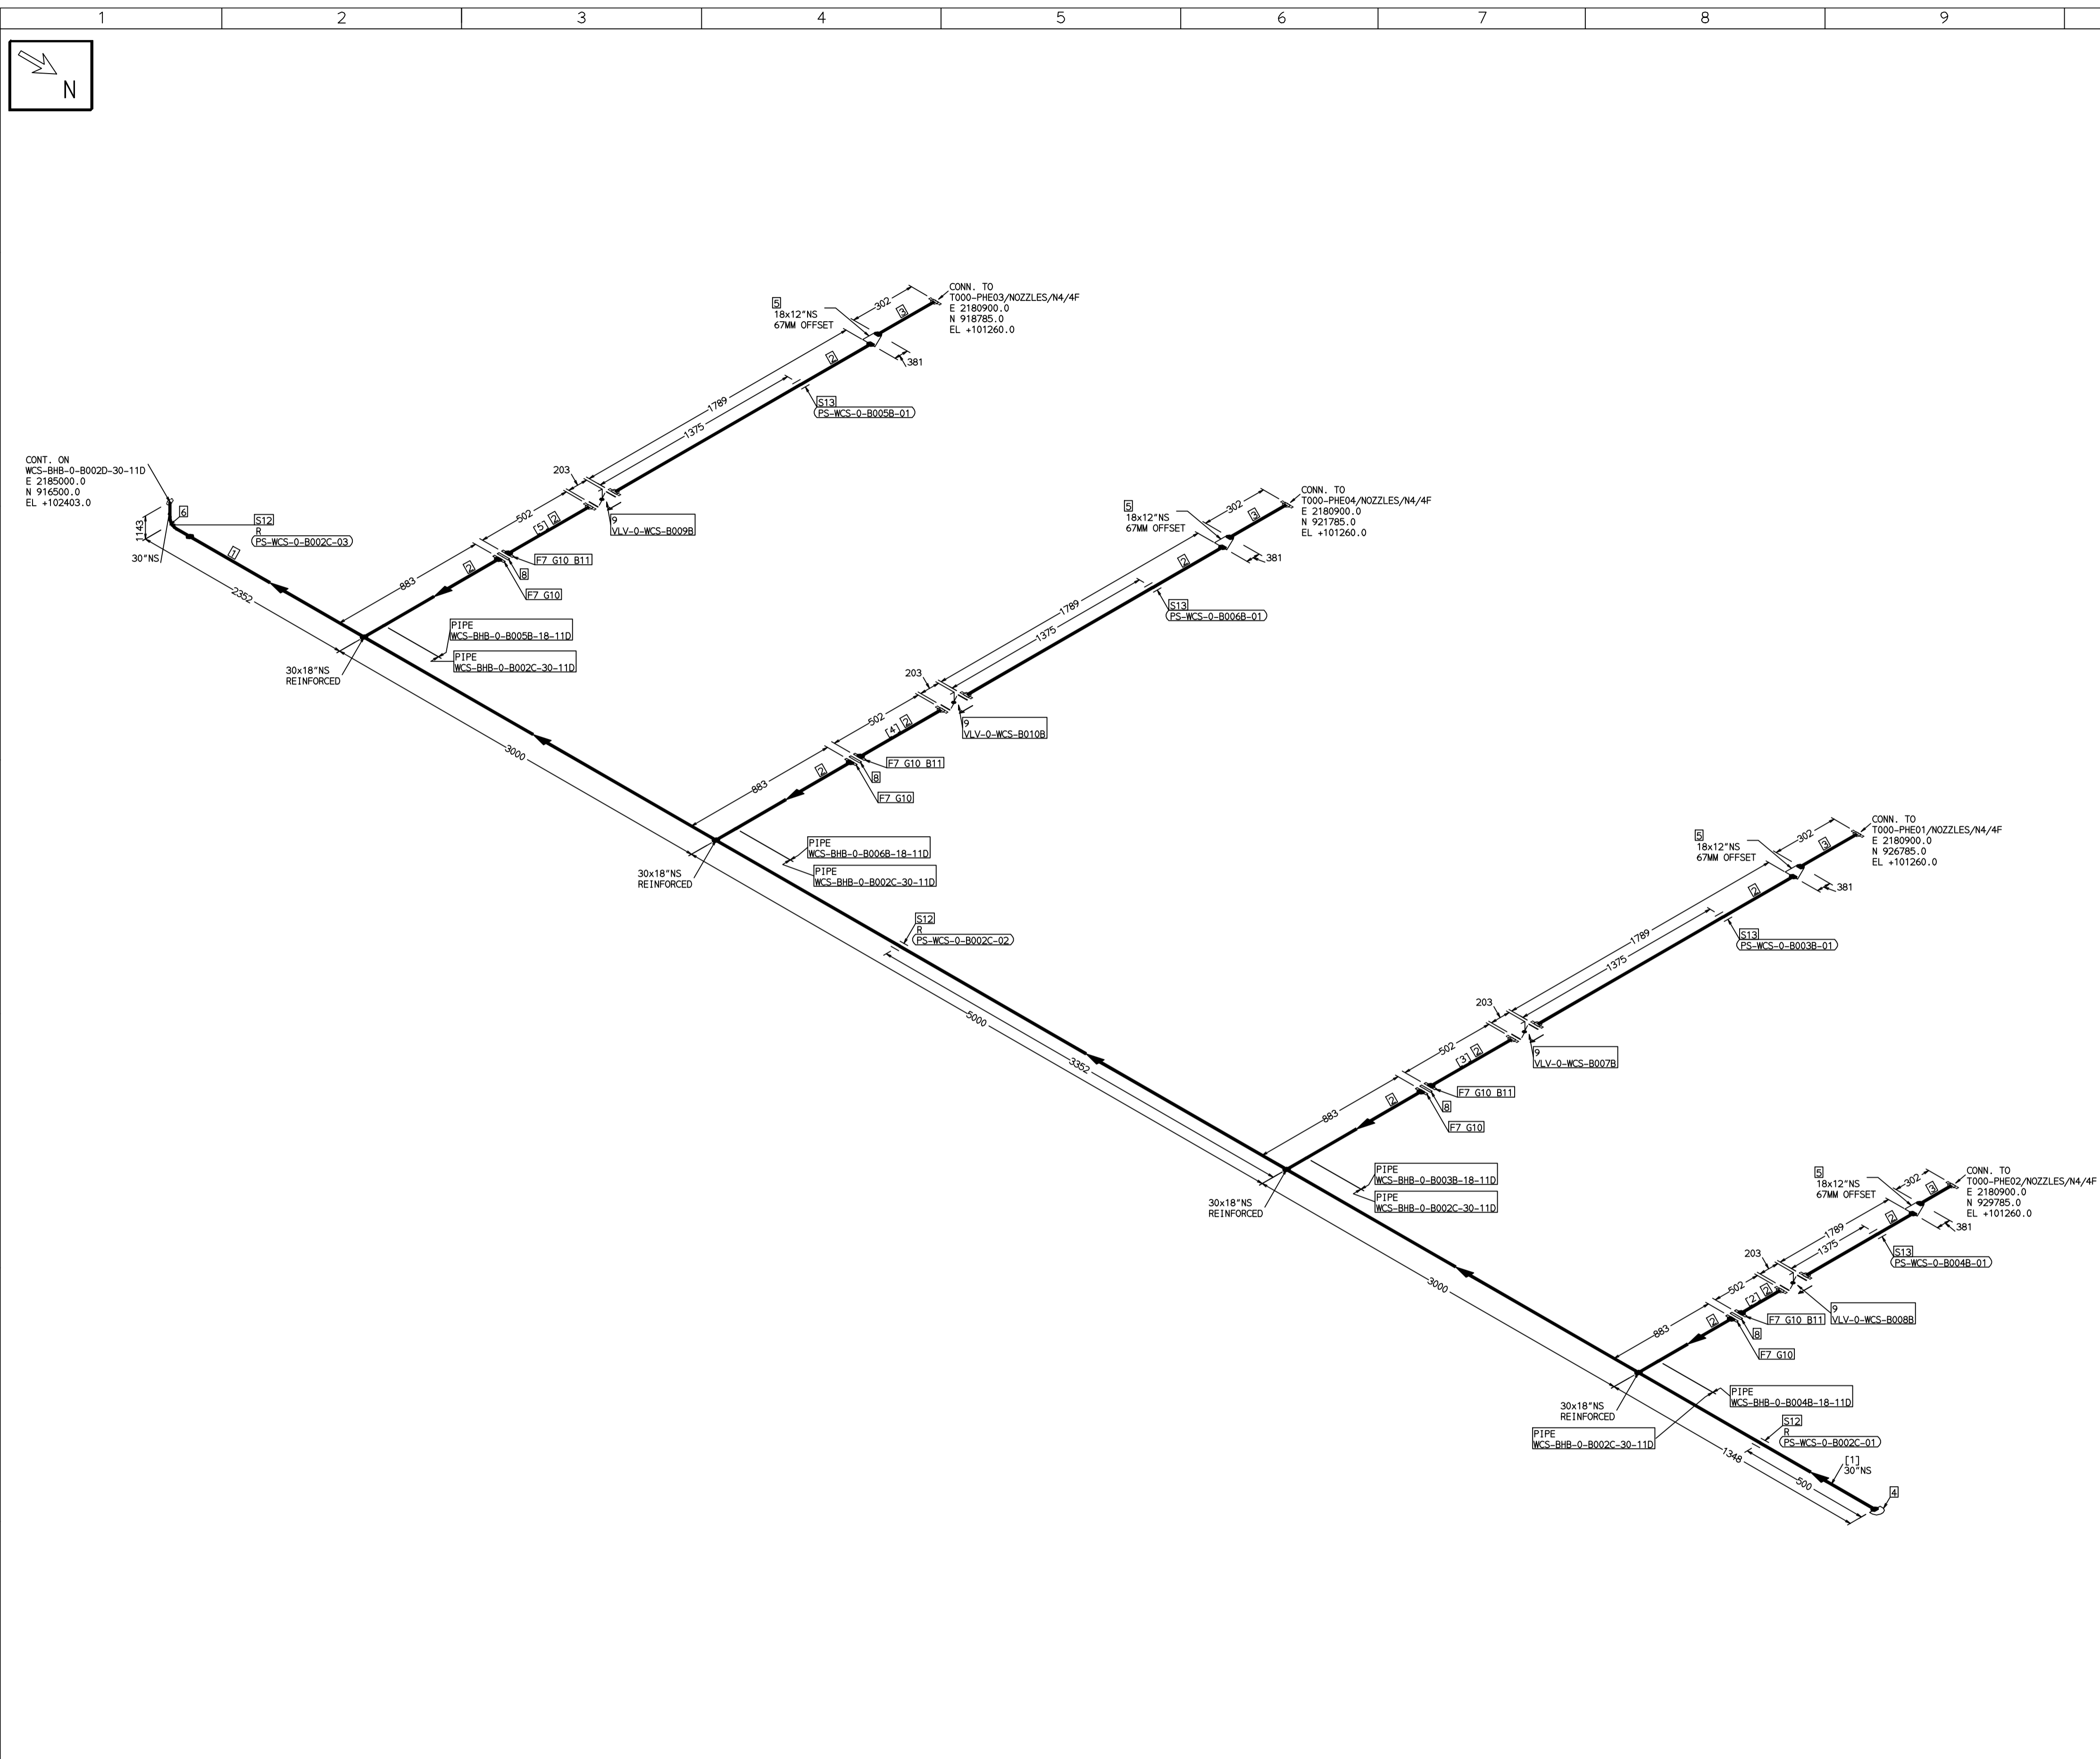 1 2 3 4 5 6 7 8 9
N
CONN. TO
T000-PHE03/NOZZLES/N4/4F
E 2180900.0
N 918785.0
EL +101260.0
302
3
5
18x12"NS
67MM OFFSET
381
2
1789
1375
S13
PS-WCS-0-B005B-01
203
9
VLV-0-WCS-B009B
502
[5] 2
F7 G10 B11
8
F7 G10
883
2
CONT. ON
WCS-BHB-0-B002D-30-11D
E 2185000.0
N 916500.0
EL +102403.0
6
S12
R
PS-WCS-0-B002C-03
1143
30"NS
1
2352
PIPE
WCS-BHB-0-B005B-18-11D
PIPE
WCS-BHB-0-B002C-30-11D
30x18"NS
REINFORCED
3000
CONN. TO
T000-PHE04/NOZZLES/N4/4F
E 2180900.0
N 921785.0
EL +101260.0
302
3
5
18x12"NS
67MM OFFSET
381
2
1789
1375
S13
PS-WCS-0-B006B-01
203
9
VLV-0-WCS-B010B
502
[4] 2
F7 G10 B11
8
F7 G10
883
2
PIPE
WCS-BHB-0-B006B-18-11D
PIPE
WCS-BHB-0-B002C-30-11D
30x18"NS
REINFORCED
S12
R
PS-WCS-0-B002C-02
5000
3352
CONN. TO
T000-PHE01/NOZZLES/N4/4F
E 2180900.0
N 926785.0
EL +101260.0
302
3
5
18x12"NS
67MM OFFSET
381
2
1789
1375
S13
PS-WCS-0-B003B-01
203
9
VLV-0-WCS-B007B
502
[3] 2
F7 G10 B11
8
F7 G10
883
2
PIPE
WCS-BHB-0-B003B-18-11D
PIPE
WCS-BHB-0-B002C-30-11D
30x18"NS
REINFORCED
3000
CONN. TO
T000-PHE02/NOZZLES/N4/4F
E 2180900.0
N 929785.0
EL +101260.0
302
3
5
18x12"NS
67MM OFFSET
381
2
1789
1375
S13
PS-WCS-0-B004B-01
203
9
VLV-0-WCS-B008B
502
[2] 2
F7 G10 B11
8
F7 G10
883
2
PIPE
WCS-BHB-0-B004B-18-11D
30x18"NS
REINFORCED
PIPE
WCS-BHB-0-B002C-30-11D
S12
R
PS-WCS-0-B002C-01
1348
500
[1]
30"NS
4